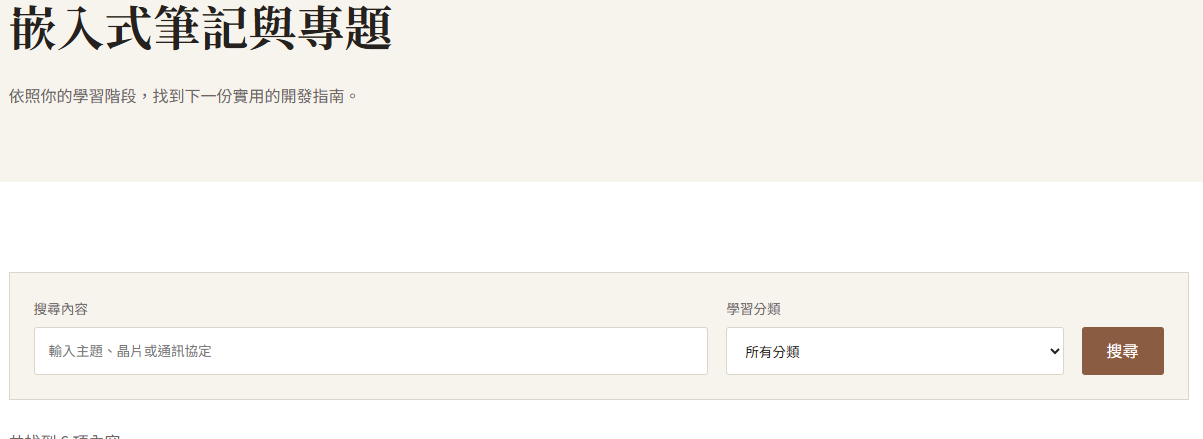 嵌入式筆記與專題
依照你的學習階段，找到下一份實用的開發指南。
搜尋內容
學習分類
輸入主題、晶片或通訊協定
所有分類
搜尋